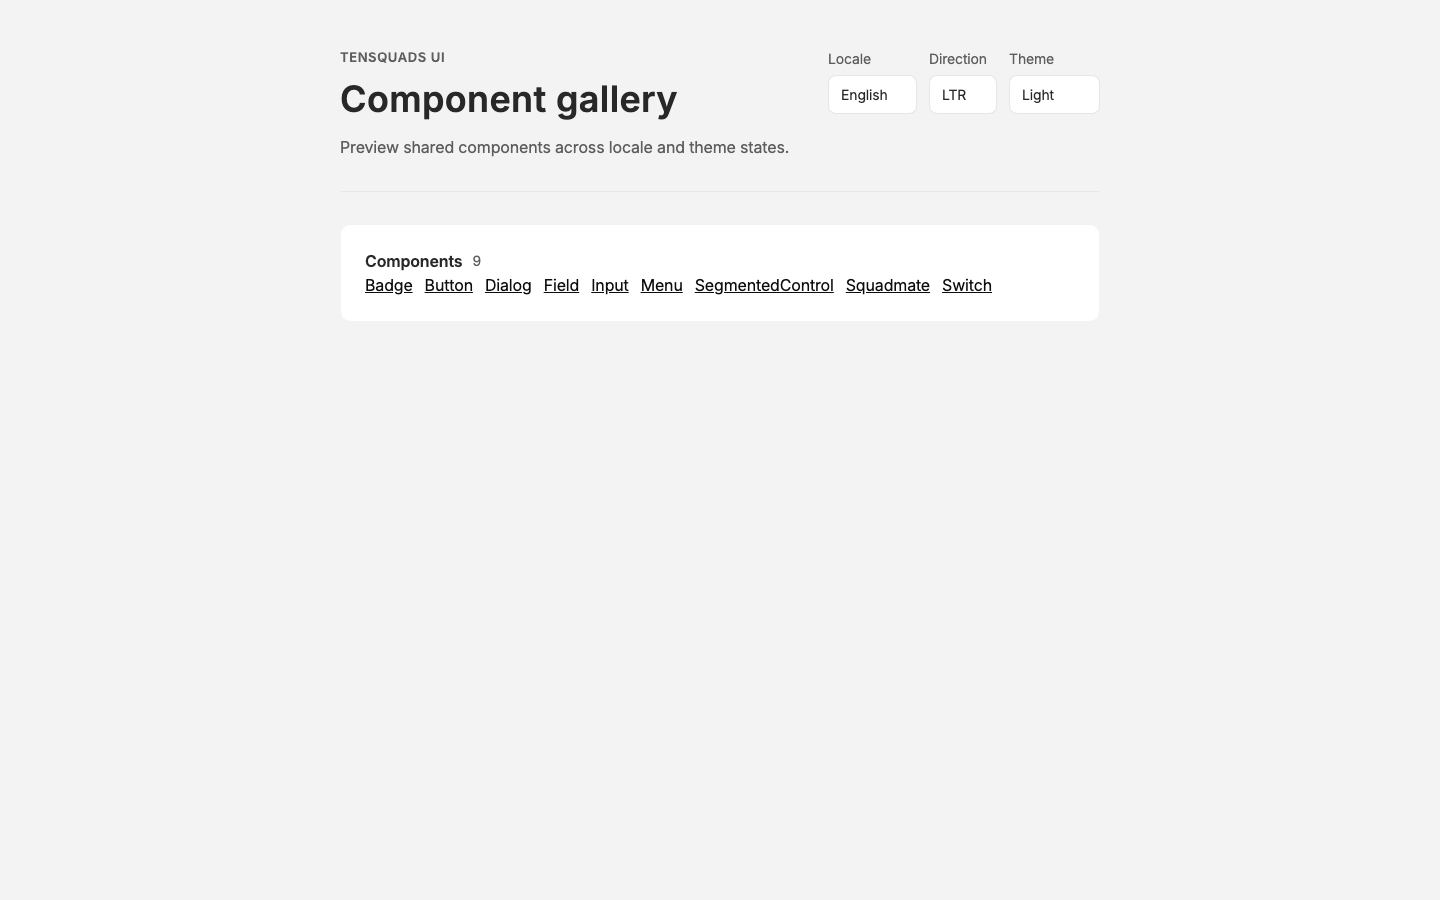 TENSQUADS UI
Component gallery
Preview shared components across locale and theme states.
Locale Direction Theme
English LTR Light
Components 9
Badge Button Dialog Field Input Menu SegmentedControl Squadmate Switch